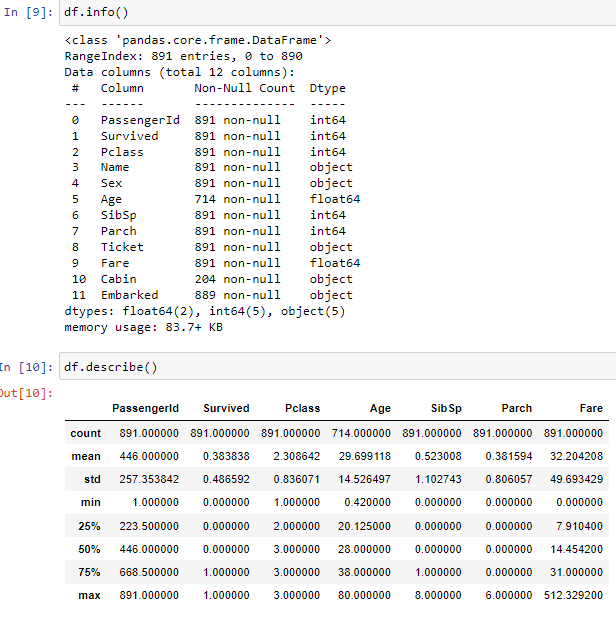 In [9]: df.info()
<class 'pandas.core.frame.DataFrame'>
RangeIndex: 891 entries, 0 to 890
Data columns (total 12 columns):
#   Column       Non-Null Count  Dtype
---  ------       --------------  -----
0   PassengerId  891 non-null    int64
1   Survived     891 non-null    int64
2   Pclass       891 non-null    int64
3   Name         891 non-null    object
4   Sex          891 non-null    object
5   Age          714 non-null    float64
6   SibSp        891 non-null    int64
7   Parch        891 non-null    int64
8   Ticket       891 non-null    object
9   Fare         891 non-null    float64
10  Cabin        204 non-null    object
11  Embarked     889 non-null    object
dtypes: float64(2), int64(5), object(5)
memory usage: 83.7+ KB
In [10]: df.describe()
Out[10]:
PassengerId Survived Pclass Age SibSp Parch Fare
count 891.000000 891.000000 891.000000 714.000000 891.000000 891.000000 891.000000
mean 446.000000 0.383838 2.308642 29.699118 0.523008 0.381594 32.204208
std 257.353842 0.486592 0.836071 14.526497 1.102743 0.806057 49.693429
min 1.000000 0.000000 1.000000 0.420000 0.000000 0.000000 0.000000
25% 223.500000 0.000000 2.000000 20.125000 0.000000 0.000000 7.910400
50% 446.000000 0.000000 3.000000 28.000000 0.000000 0.000000 14.454200
75% 668.500000 1.000000 3.000000 38.000000 1.000000 0.000000 31.000000
max 891.000000 1.000000 3.000000 80.000000 8.000000 6.000000 512.329200